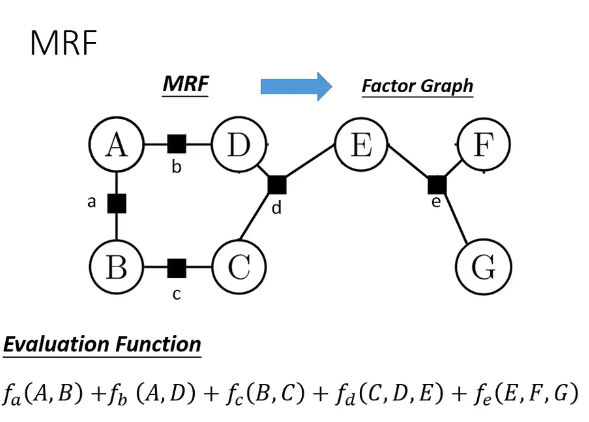 MRF
MRF Factor Graph
A b D E F
a d e
B c C G
Evaluation Function
f_a(A, B) +f_b (A, D) + f_c(B, C) + f_d(C, D, E) + f_e(E, F, G)